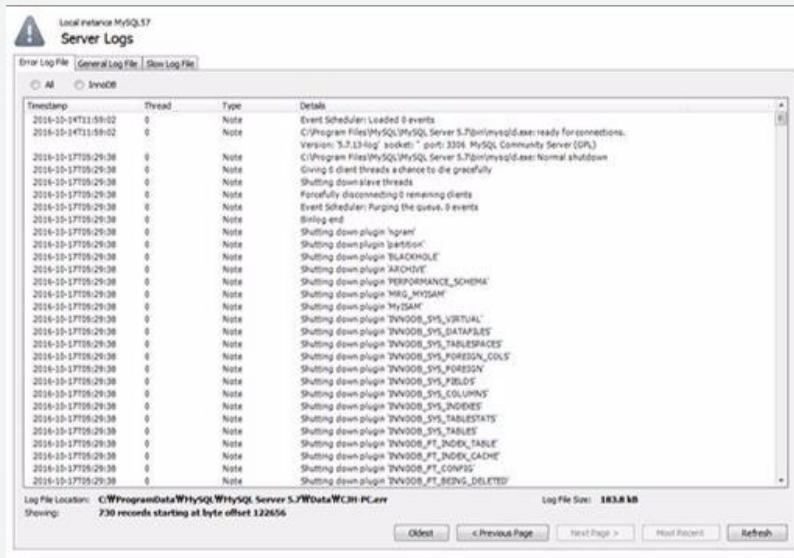 Local instance MySQL57
Server Logs
Error Log File General Log File Slow Log File
All InnoDB
Timestamp Thread Type Details
2016-10-14T11:59:02 0 Note Event Scheduler: Loaded 0 events
2016-10-14T11:59:02 0 Note C:\Program Files\MySQL\MySQL Server 5.7\bin\mysqld.exe: ready for connections.
Version: '5.7.13-log' socket: '' port: 3306 MySQL Community Server (GPL)
2016-10-17T05:29:38 0 Note C:\Program Files\MySQL\MySQL Server 5.7\bin\mysqld.exe: Normal shutdown
2016-10-17T05:29:38 0 Note Giving 0 client threads a chance to die gracefully
2016-10-17T05:29:38 0 Note Shutting down slave threads
2016-10-17T05:29:38 0 Note Forcefully disconnecting 0 remaining clients
2016-10-17T05:29:38 0 Note Event Scheduler: Purging the queue. 0 events
2016-10-17T05:29:38 0 Note Binlog end
2016-10-17T05:29:38 0 Note Shutting down plugin 'ngram'
2016-10-17T05:29:38 0 Note Shutting down plugin 'partition'
2016-10-17T05:29:38 0 Note Shutting down plugin 'BLACKHOLE'
2016-10-17T05:29:38 0 Note Shutting down plugin 'ARCHIVE'
2016-10-17T05:29:38 0 Note Shutting down plugin 'PERFORMANCE_SCHEMA'
2016-10-17T05:29:38 0 Note Shutting down plugin 'MRG_MYISAM'
2016-10-17T05:29:38 0 Note Shutting down plugin 'MyISAM'
2016-10-17T05:29:38 0 Note Shutting down plugin 'INNODB_SYS_VIRTUAL'
2016-10-17T05:29:38 0 Note Shutting down plugin 'INNODB_SYS_DATAFILES'
2016-10-17T05:29:38 0 Note Shutting down plugin 'INNODB_SYS_TABLESPACES'
2016-10-17T05:29:38 0 Note Shutting down plugin 'INNODB_SYS_FOREIGN_COLS'
2016-10-17T05:29:38 0 Note Shutting down plugin 'INNODB_SYS_FOREIGN'
2016-10-17T05:29:38 0 Note Shutting down plugin 'INNODB_SYS_FIELDS'
2016-10-17T05:29:38 0 Note Shutting down plugin 'INNODB_SYS_COLUMNS'
2016-10-17T05:29:38 0 Note Shutting down plugin 'INNODB_SYS_INDEXES'
2016-10-17T05:29:38 0 Note Shutting down plugin 'INNODB_SYS_TABLESTATS'
2016-10-17T05:29:38 0 Note Shutting down plugin 'INNODB_SYS_TABLES'
2016-10-17T05:29:38 0 Note Shutting down plugin 'INNODB_FT_INDEX_TABLE'
2016-10-17T05:29:38 0 Note Shutting down plugin 'INNODB_FT_INDEX_CACHE'
2016-10-17T05:29:38 0 Note Shutting down plugin 'INNODB_FT_CONFIG'
2016-10-17T05:29:38 0 Note Shutting down plugin 'INNODB_FT_BEING_DELETED'
Log File Location: C:₩ProgramData₩MySQL₩MySQL Server 5.7₩Data₩CJH-PC.err Log File Size: 183.8 kB
Showing: 730 records starting at byte offset 122656
Oldest < Previous Page Next Page > Most Recent Refresh